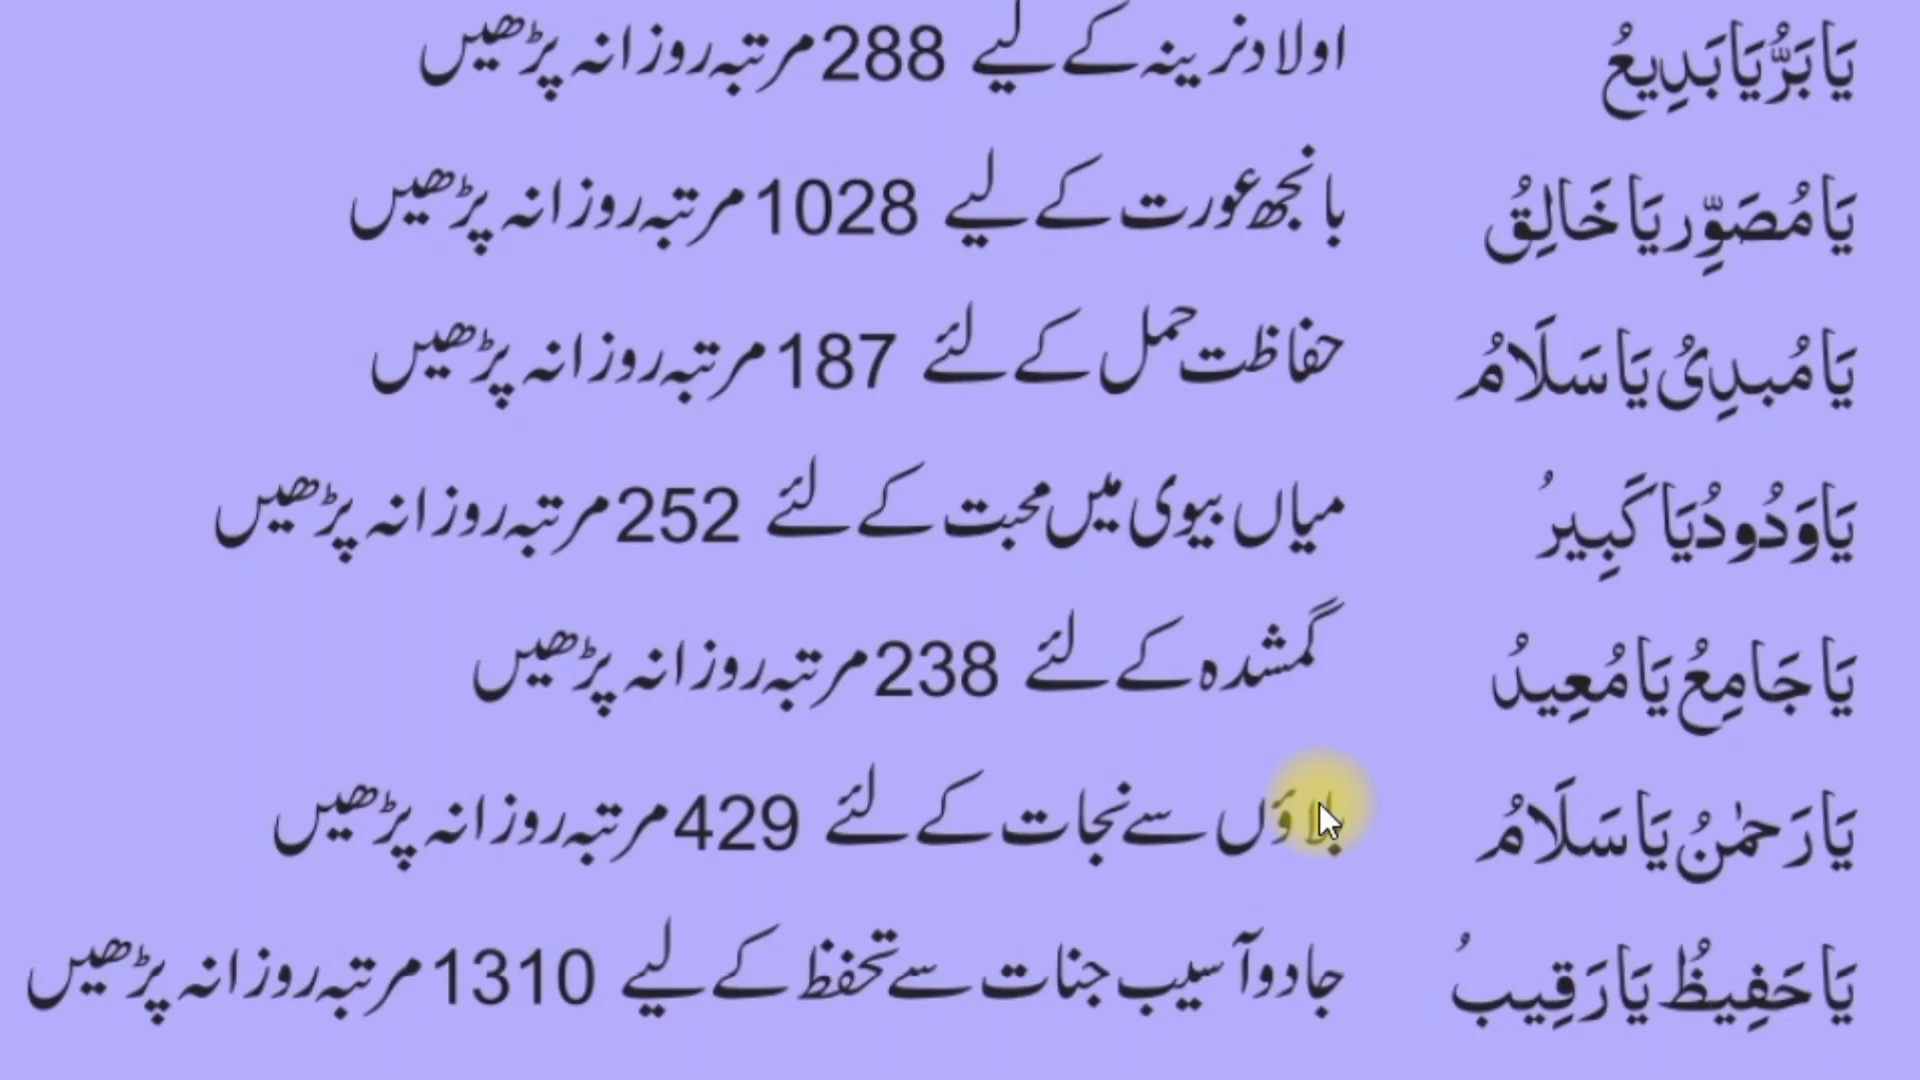 یَا بَرُّ یَا بَدِیعُ اولاد نرینہ کے لیے 288 مرتبہ روزانہ پڑھیں
یَا مُصَوِّر یَا خَالِقُ بانجھ عورت کے لیے 1028 مرتبہ روزانہ پڑھیں
یَا مُبدِیُٔ یَا سَلَامُ حفاظت حمل کے لئے 187 مرتبہ روزانہ پڑھیں
یَا وَدُودُ یَا کَبِیرُ میاں بیوی میں محبت کے لئے 252 مرتبہ روزانہ پڑھیں
یَا جَامِعُ یَا مُعِیدُ گمشدہ کے لئے 238 مرتبہ روزانہ پڑھیں
یَا رَحمٰنُ یَا سَلَامُ بلاؤں سے نجات کے لئے 429 مرتبہ روزانہ پڑھیں
یَا حَفِیظُ یَا رَقِیبُ جادو آسیب جنات سے تحفظ کے لیے 1310 مرتبہ روزانہ پڑھیں